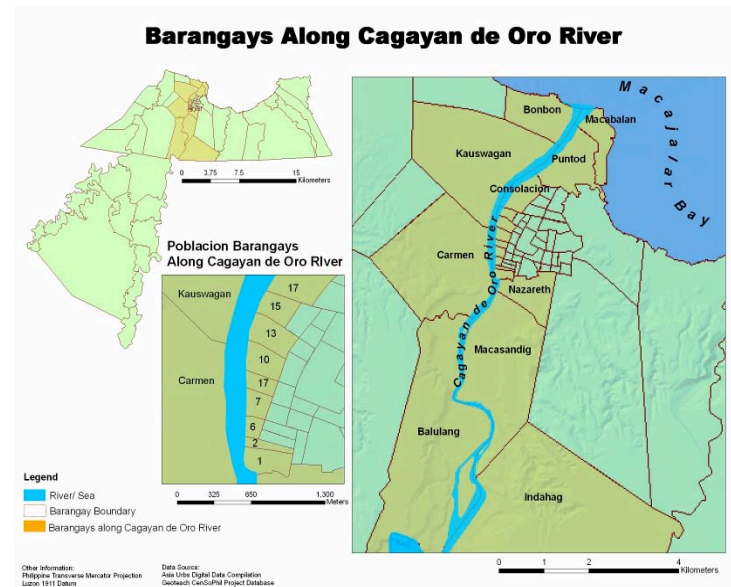 Barangays Along Cagayan de Oro River
0 3.75 7.5 15
Kilometers
Poblacion Barangays
Along Cagayan de Oro RIver
Kauswagan
Carmen
17
15
13
10
17
7
6
2
1
0 325 650 1,300
Meters
Legend
River/ Sea
Barangay Boundary
Barangays along Cagayan de Oro River
Other Information:
Philippine Transverse Mercator Projection
Luzon 1911 Datum
Data Source:
Asia Urbs Digital Data Compilation
Geoteach CenSoPhil Project Database
Macajalar Bay
Bonbon
Macabalan
Kauswagan
Puntod
Consolacion
Cagayan de Oro River
Carmen
Nazareth
Macasandig
Balulang
Indahag
0 1 2 4
Kilometers